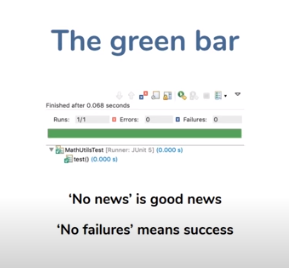 The green bar
Finished after 0.068 seconds
Runs: 1/1 Errors: 0 Failures: 0
MathUtilsTest [Runner: JUnit 5] (0.000 s)
test() (0.000 s)
‘No news’ is good news
‘No failures’ means success